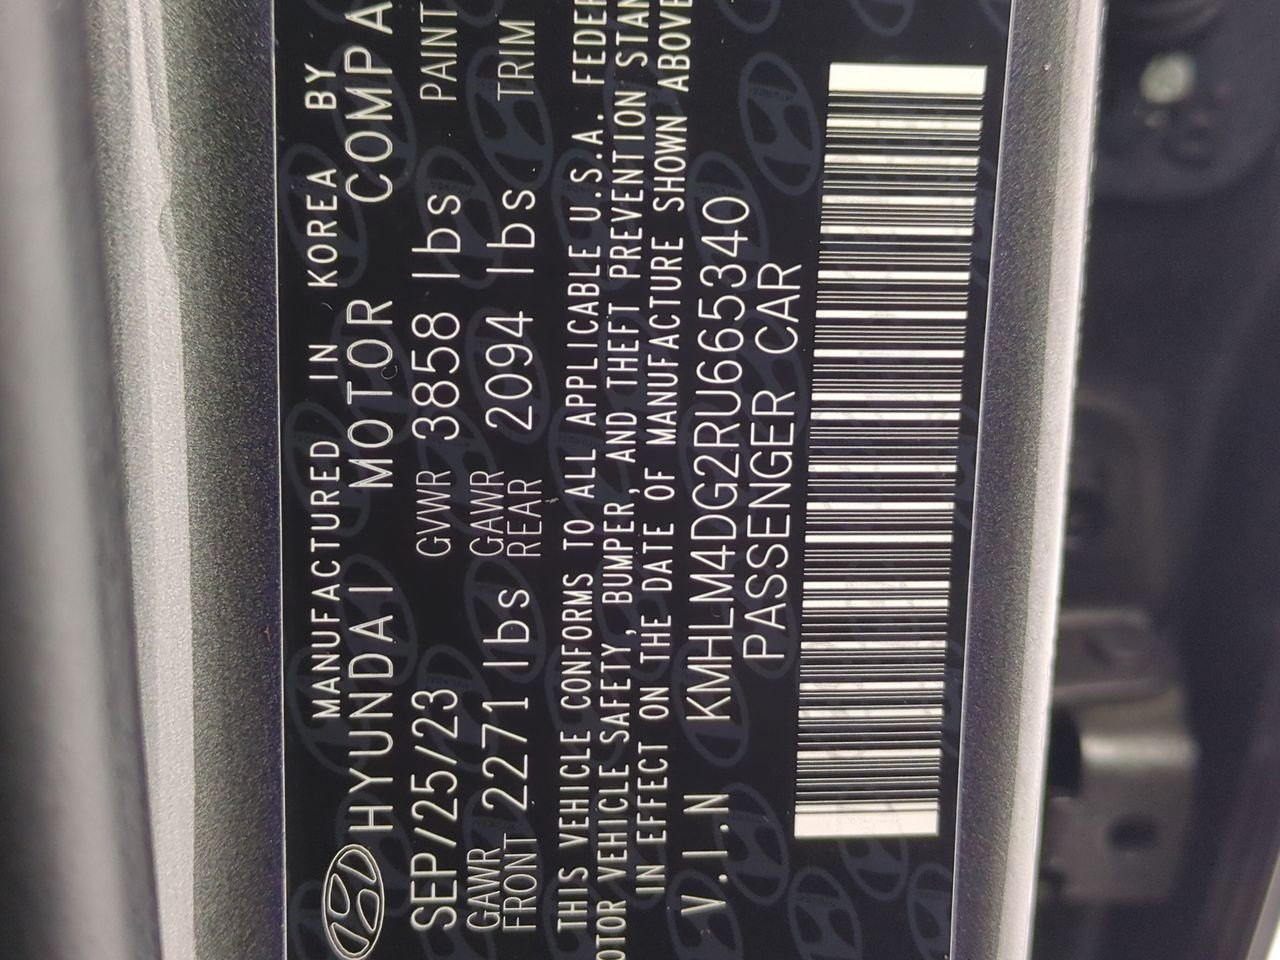 MANUFACTURED IN KOREA BY
HYUNDAI MOTOR COMPA
SEP/25/23 GVWR 3858 lbs PAINT
GAWR FRONT 2271 lbs GAWR REAR 2094 lbs TRIM
THIS VEHICLE CONFORMS TO ALL APPLICABLE U.S.A. FEDER
OTOR VEHICLE SAFETY, BUMPER, AND THEFT PREVENTION STAN
IN EFFECT ON THE DATE OF MANUFACTURE SHOWN ABOVE
V.I.N KMHLM4DG2RU665340
PASSENGER CAR